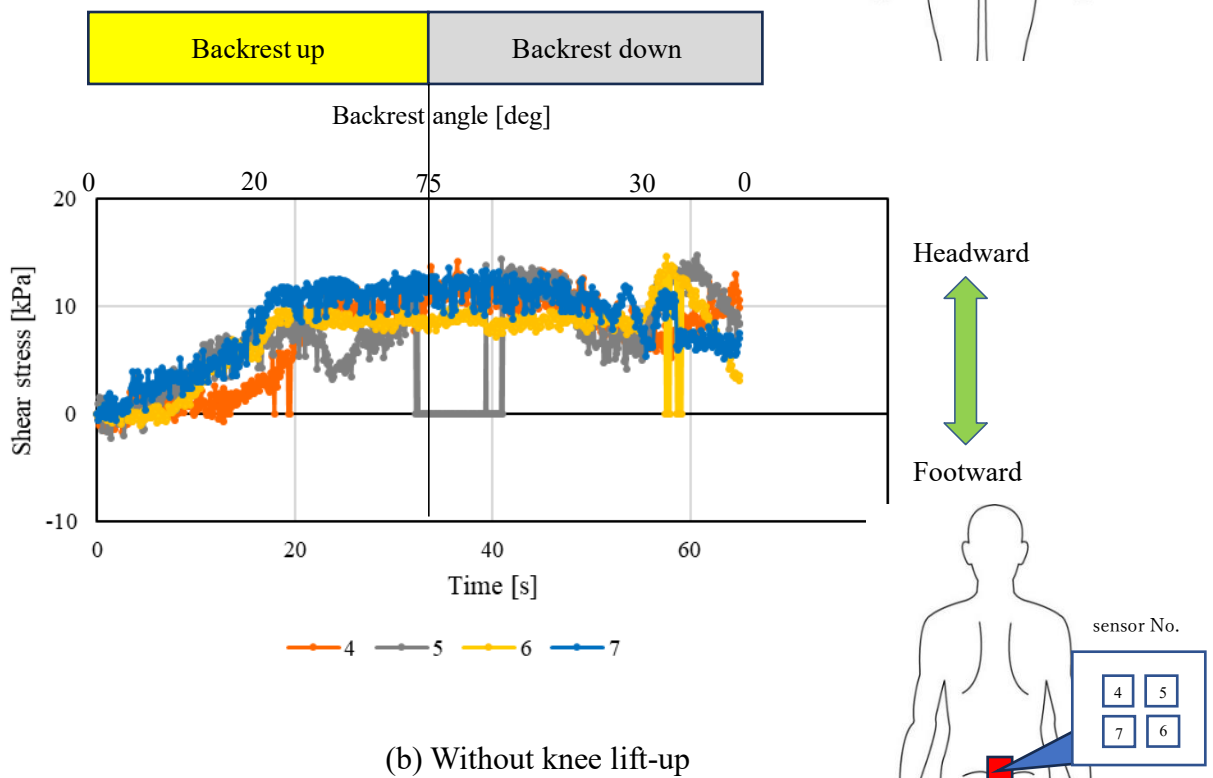 Backrest up Backrest down
Backrest angle [deg]
0 20 75 30 0
20
10
0
-10
Shear stress [kPa]
0 20 40 60
Time [s]
4 5 6 7
Headward
Footward
sensor No.
4 5
7 6
(b) Without knee lift-up